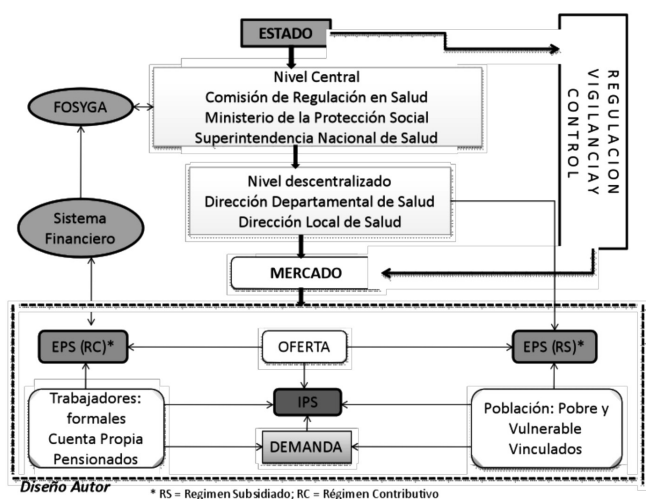 ESTADO
REGULACION
VIGILANCIAY
CONTROL
Nivel Central
Comisión de Regulación en Salud
Ministerio de la Protección Social
Superintendencia Nacional de Salud
FOSYGA
Nivel descentralizado
Dirección Departamental de Salud
Dirección Local de Salud
Sistema
Financiero
MERCADO
EPS (RC)*
OFERTA
EPS (RS)*
Trabajadores:
formales
Cuenta Propia
Pensionados
IPS
DEMANDA
Población: Pobre y
Vulnerable
Vinculados
Diseño Autor
* RS = Regimen Subsidiado; RC = Régimen Contributivo